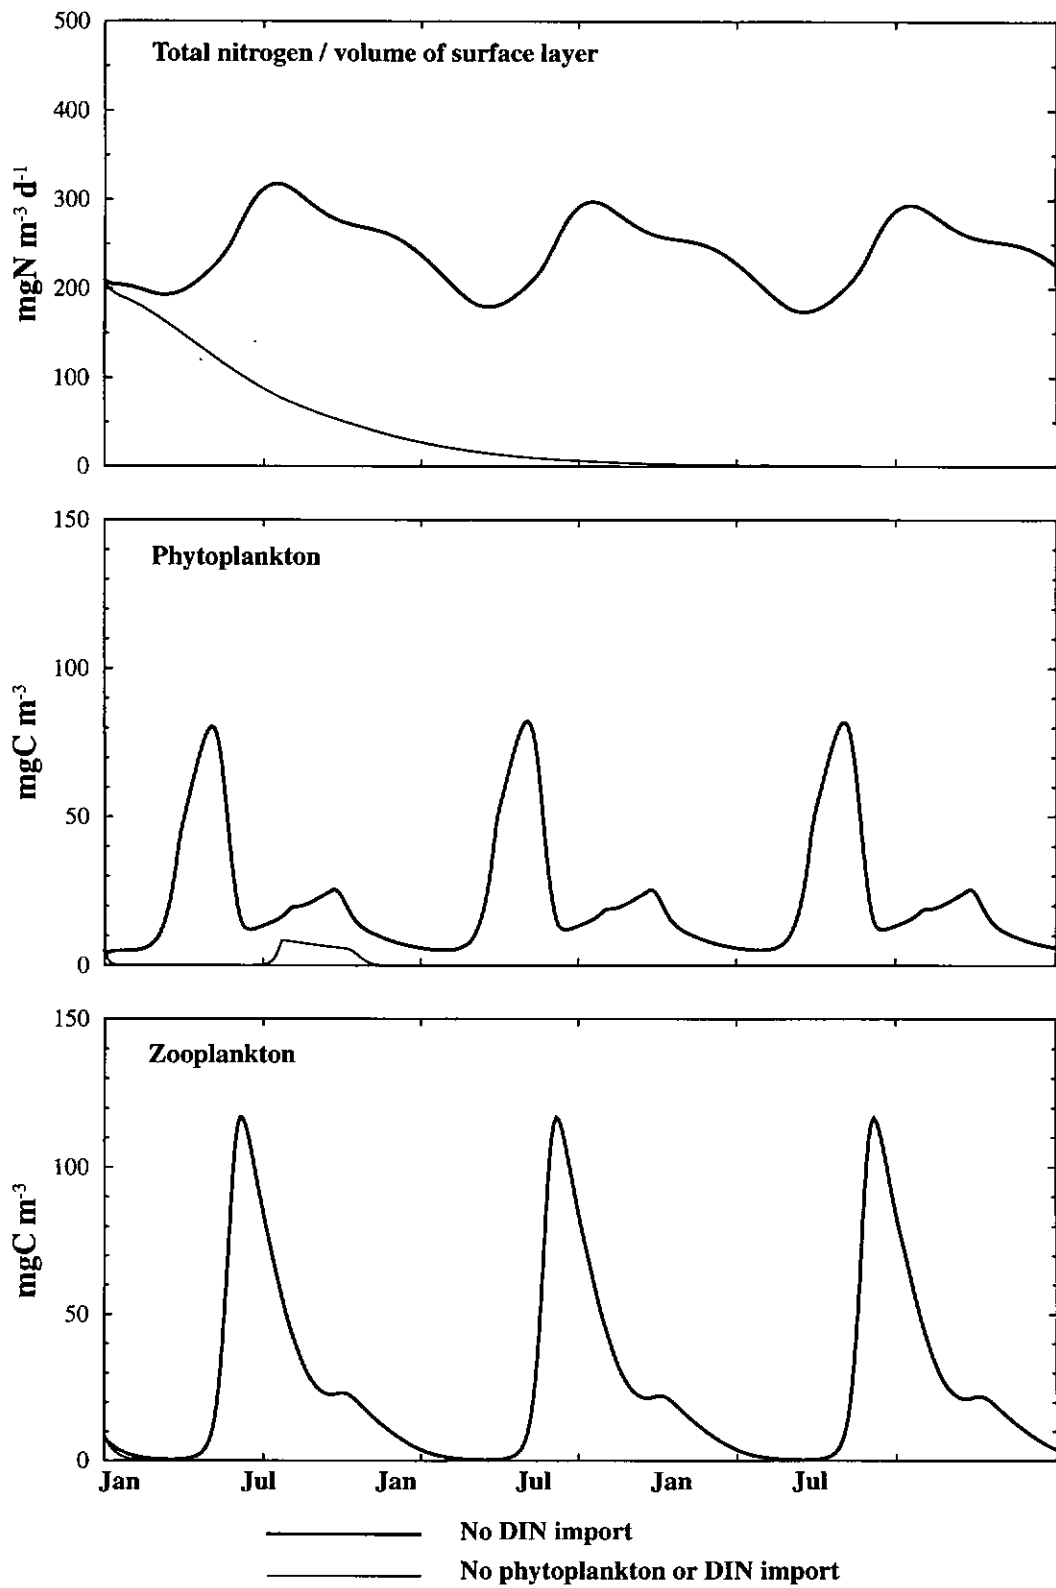 500
Total nitrogen / volume of surface layer
400
300
200
100
0
mgN m⁻³ d⁻¹
150
Phytoplankton
100
50
0
mgC m⁻³
150
Zooplankton
100
50
0
mgC m⁻³
Jan Jul Jan Jul Jan Jul
No DIN import
No phytoplankton or DIN import